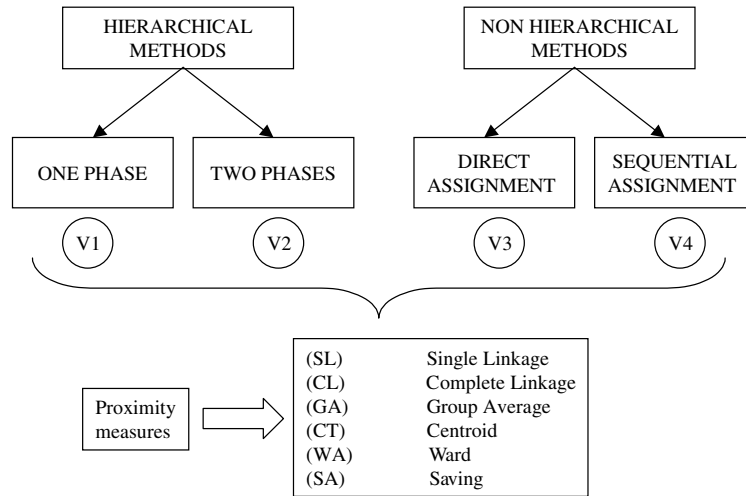 HIERARCHICAL
METHODS
NON HIERARCHICAL
METHODS
ONE PHASE
TWO PHASES
DIRECT
ASSIGNMENT
SEQUENTIAL
ASSIGNMENT
V1
V2
V3
V4
Proximity
measures
(SL) Single Linkage
(CL) Complete Linkage
(GA) Group Average
(CT) Centroid
(WA) Ward
(SA) Saving